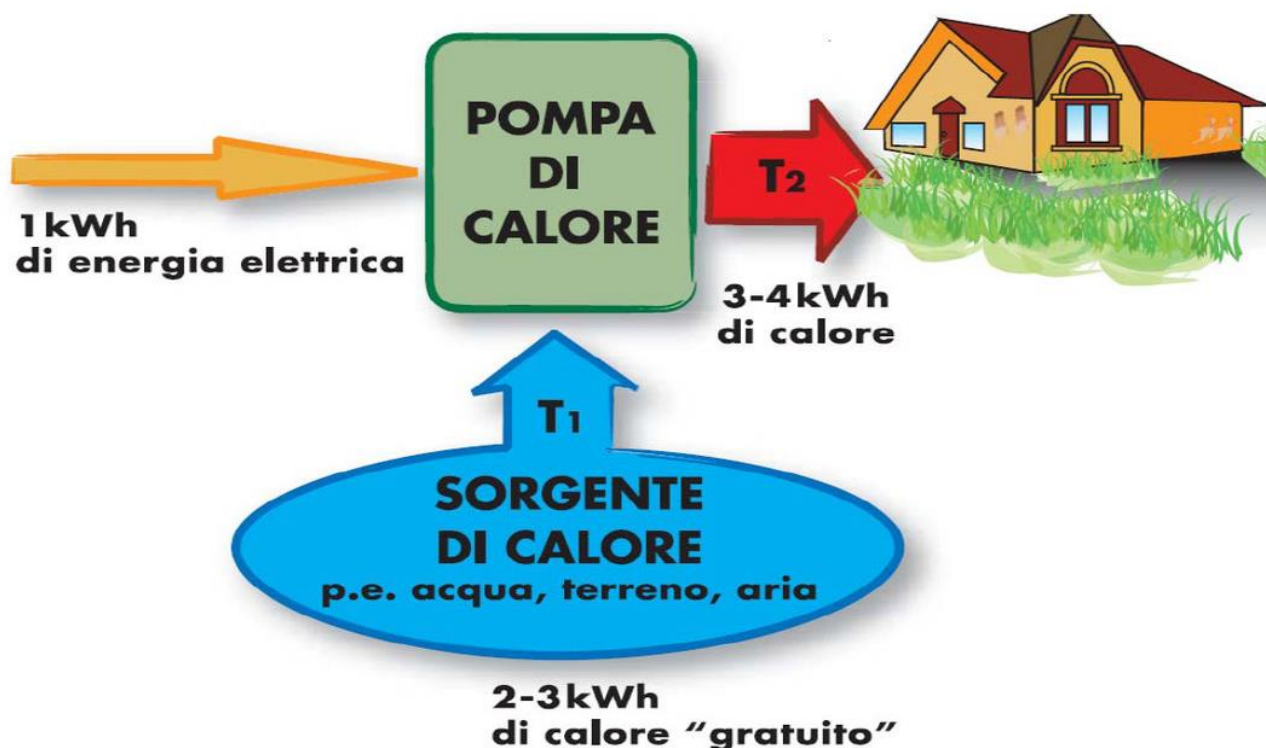 POMPA
DI
CALORE
1kWh
di energia elettrica
T2
3-4kWh
di calore
T1
SORGENTE
DI CALORE
p.e. acqua, terreno, aria
2-3kWh
di calore “gratuito”